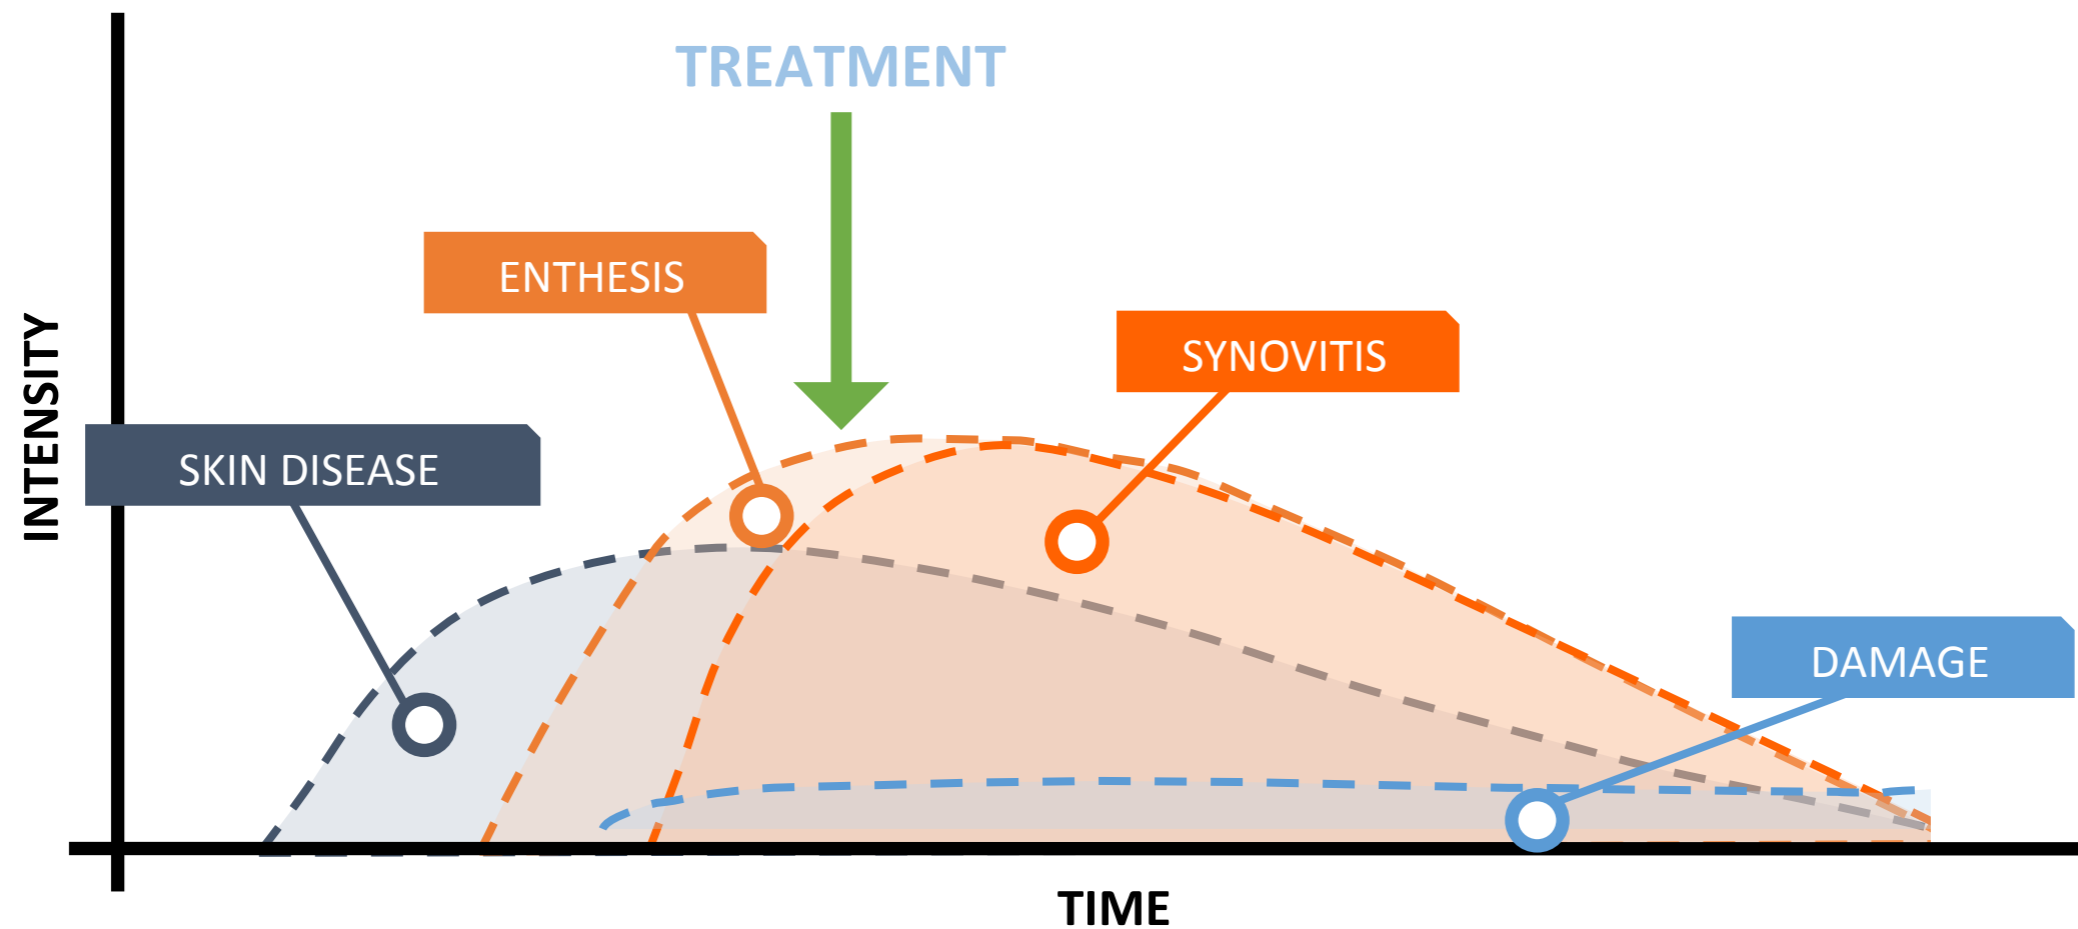 TREATMENT
ENTHESIS
SYNOVITIS
SKIN DISEASE
INTENSITY
DAMAGE
TIME